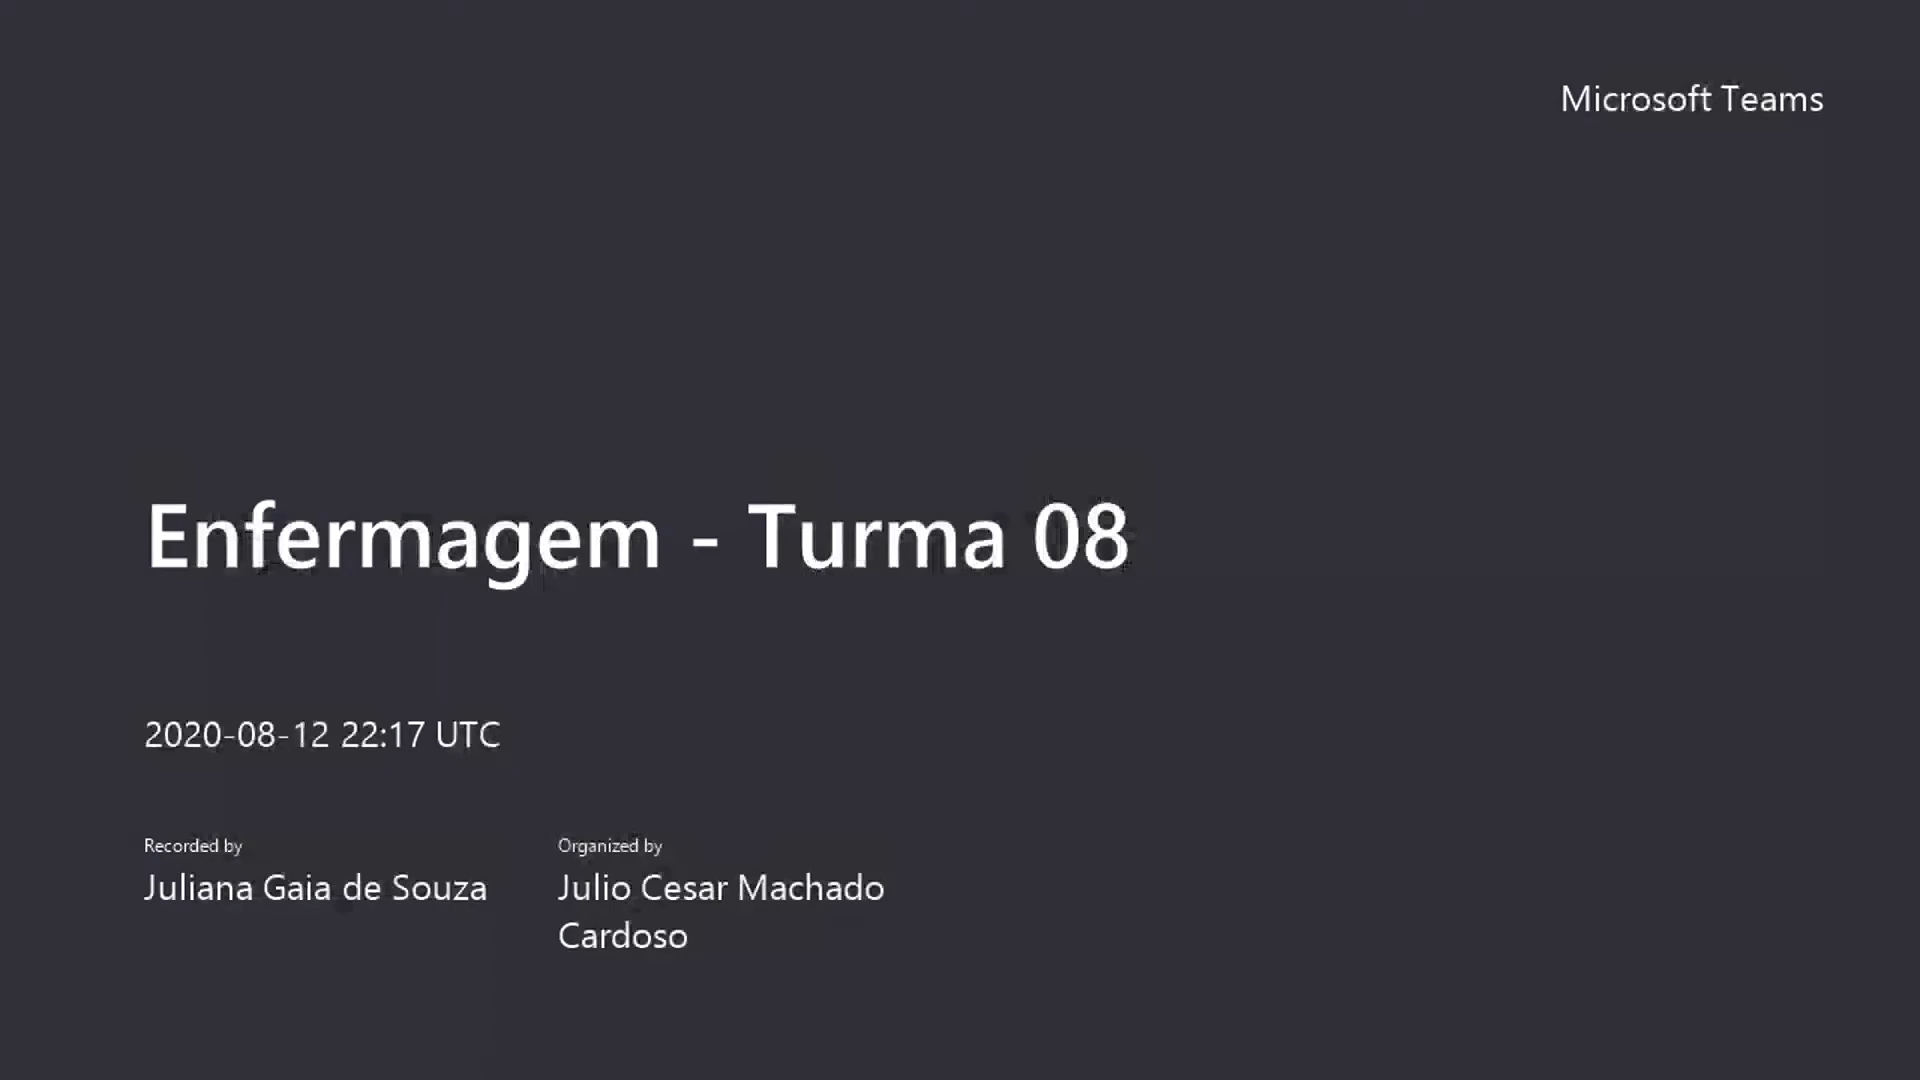 Microsoft Teams
Enfermagem - Turma 08
2020-08-12 22:17 UTC
Recorded by
Juliana Gaia de Souza
Organized by
Julio Cesar Machado
Cardoso